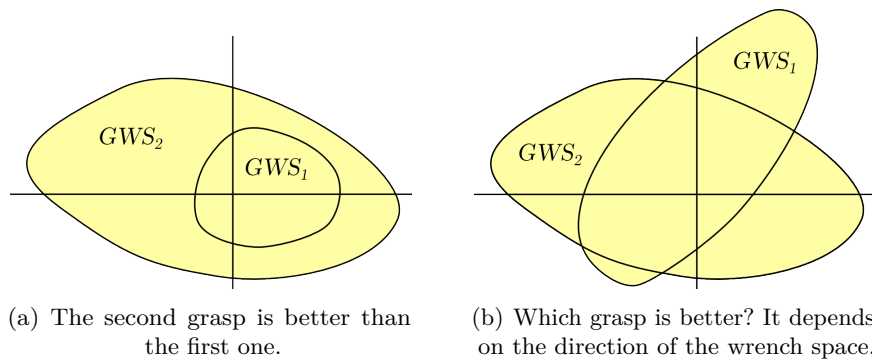 GWS₂
GWS₁
(a) The second grasp is better than
the first one.
GWS₁
GWS₂
(b) Which grasp is better? It depends
on the direction of the wrench space.